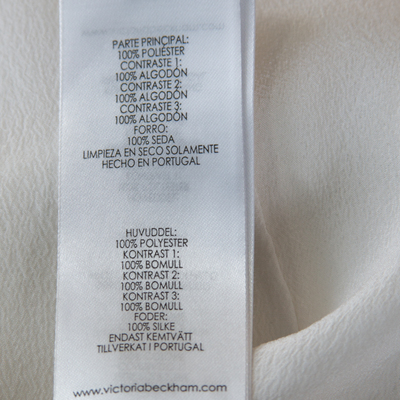 PARTE PRINCIPAL:
100% POLIÉSTER
CONTRASTE 1:
100% ALGODÓN
CONTRASTE 2:
100% ALGODÓN
CONTRASTE 3:
100% ALGODÓN
FORRO:
100% SEDA
LIMPIEZA EN SECO SOLAMENTE
HECHO EN PORTUGAL
HUVUDDEL:
100% POLYESTER
KONTRAST 1:
100% BOMULL
KONTRAST 2:
100% BOMULL
KONTRAST 3:
100% BOMULL
FODER:
100% SILKE
ENDAST KEMTVÄTT
TILLVERKAT I PORTUGAL
www.victoriabeckham.com